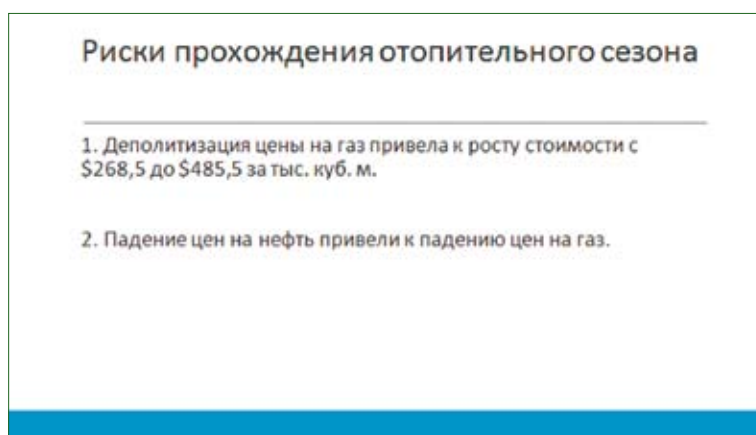 Риски прохождения отопительного сезона
1. Деполитизация цены на газ привела к росту стоимости с
$268,5 до $485,5 за тыс. куб. м.
2. Падение цен на нефть привели к падению цен на газ.